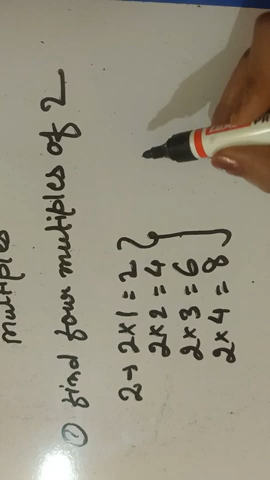 multiples
① find four multiples of 2
2→ 2×1=2
2×2=4
2×3=6
2×4=8